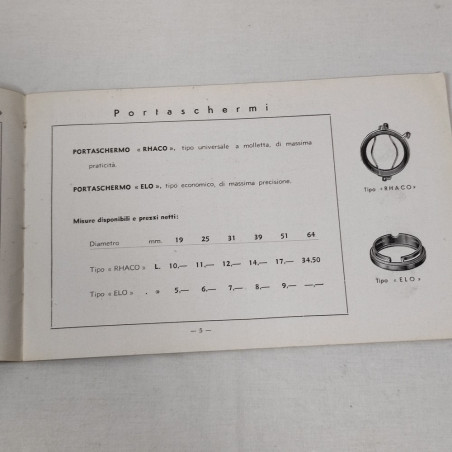 Portaschermi
PORTASCHERMO « RHACO », tipo universale a molletta, di massima
praticità.
PORTASCHERMO « ELO », tipo economico, di massima precisione.
Misure disponibili e prezzi netti:
Diametro mm. 19 25 31 39 51 64
Tipo « RHACO » L. 10,— 11,— 12,— 14,— 17,— 34.50
Tipo « ELO » . » 5,— 6,— 7,— 8,— 9,— —,—
Tipo «RHACO»
Tipo « ELO »
— 5 —